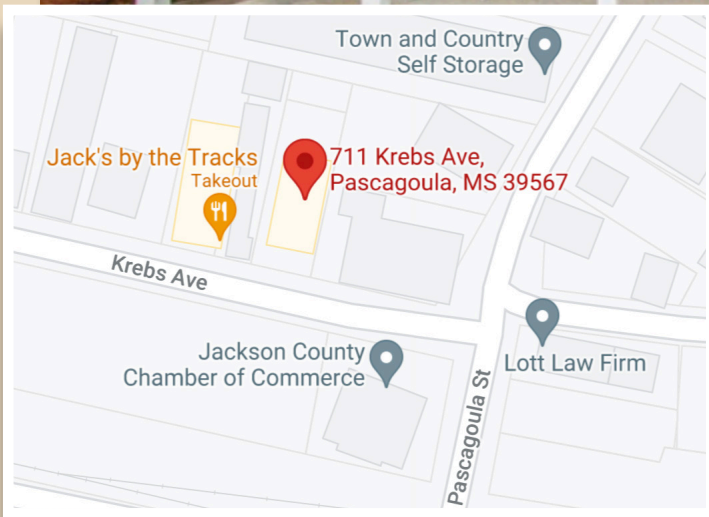 Town and Country
Self Storage
Jack's by the Tracks
Takeout
711 Krebs Ave,
Pascagoula, MS 39567
Krebs Ave
Jackson County
Chamber of Commerce
Lott Law Firm
Pascagoula St